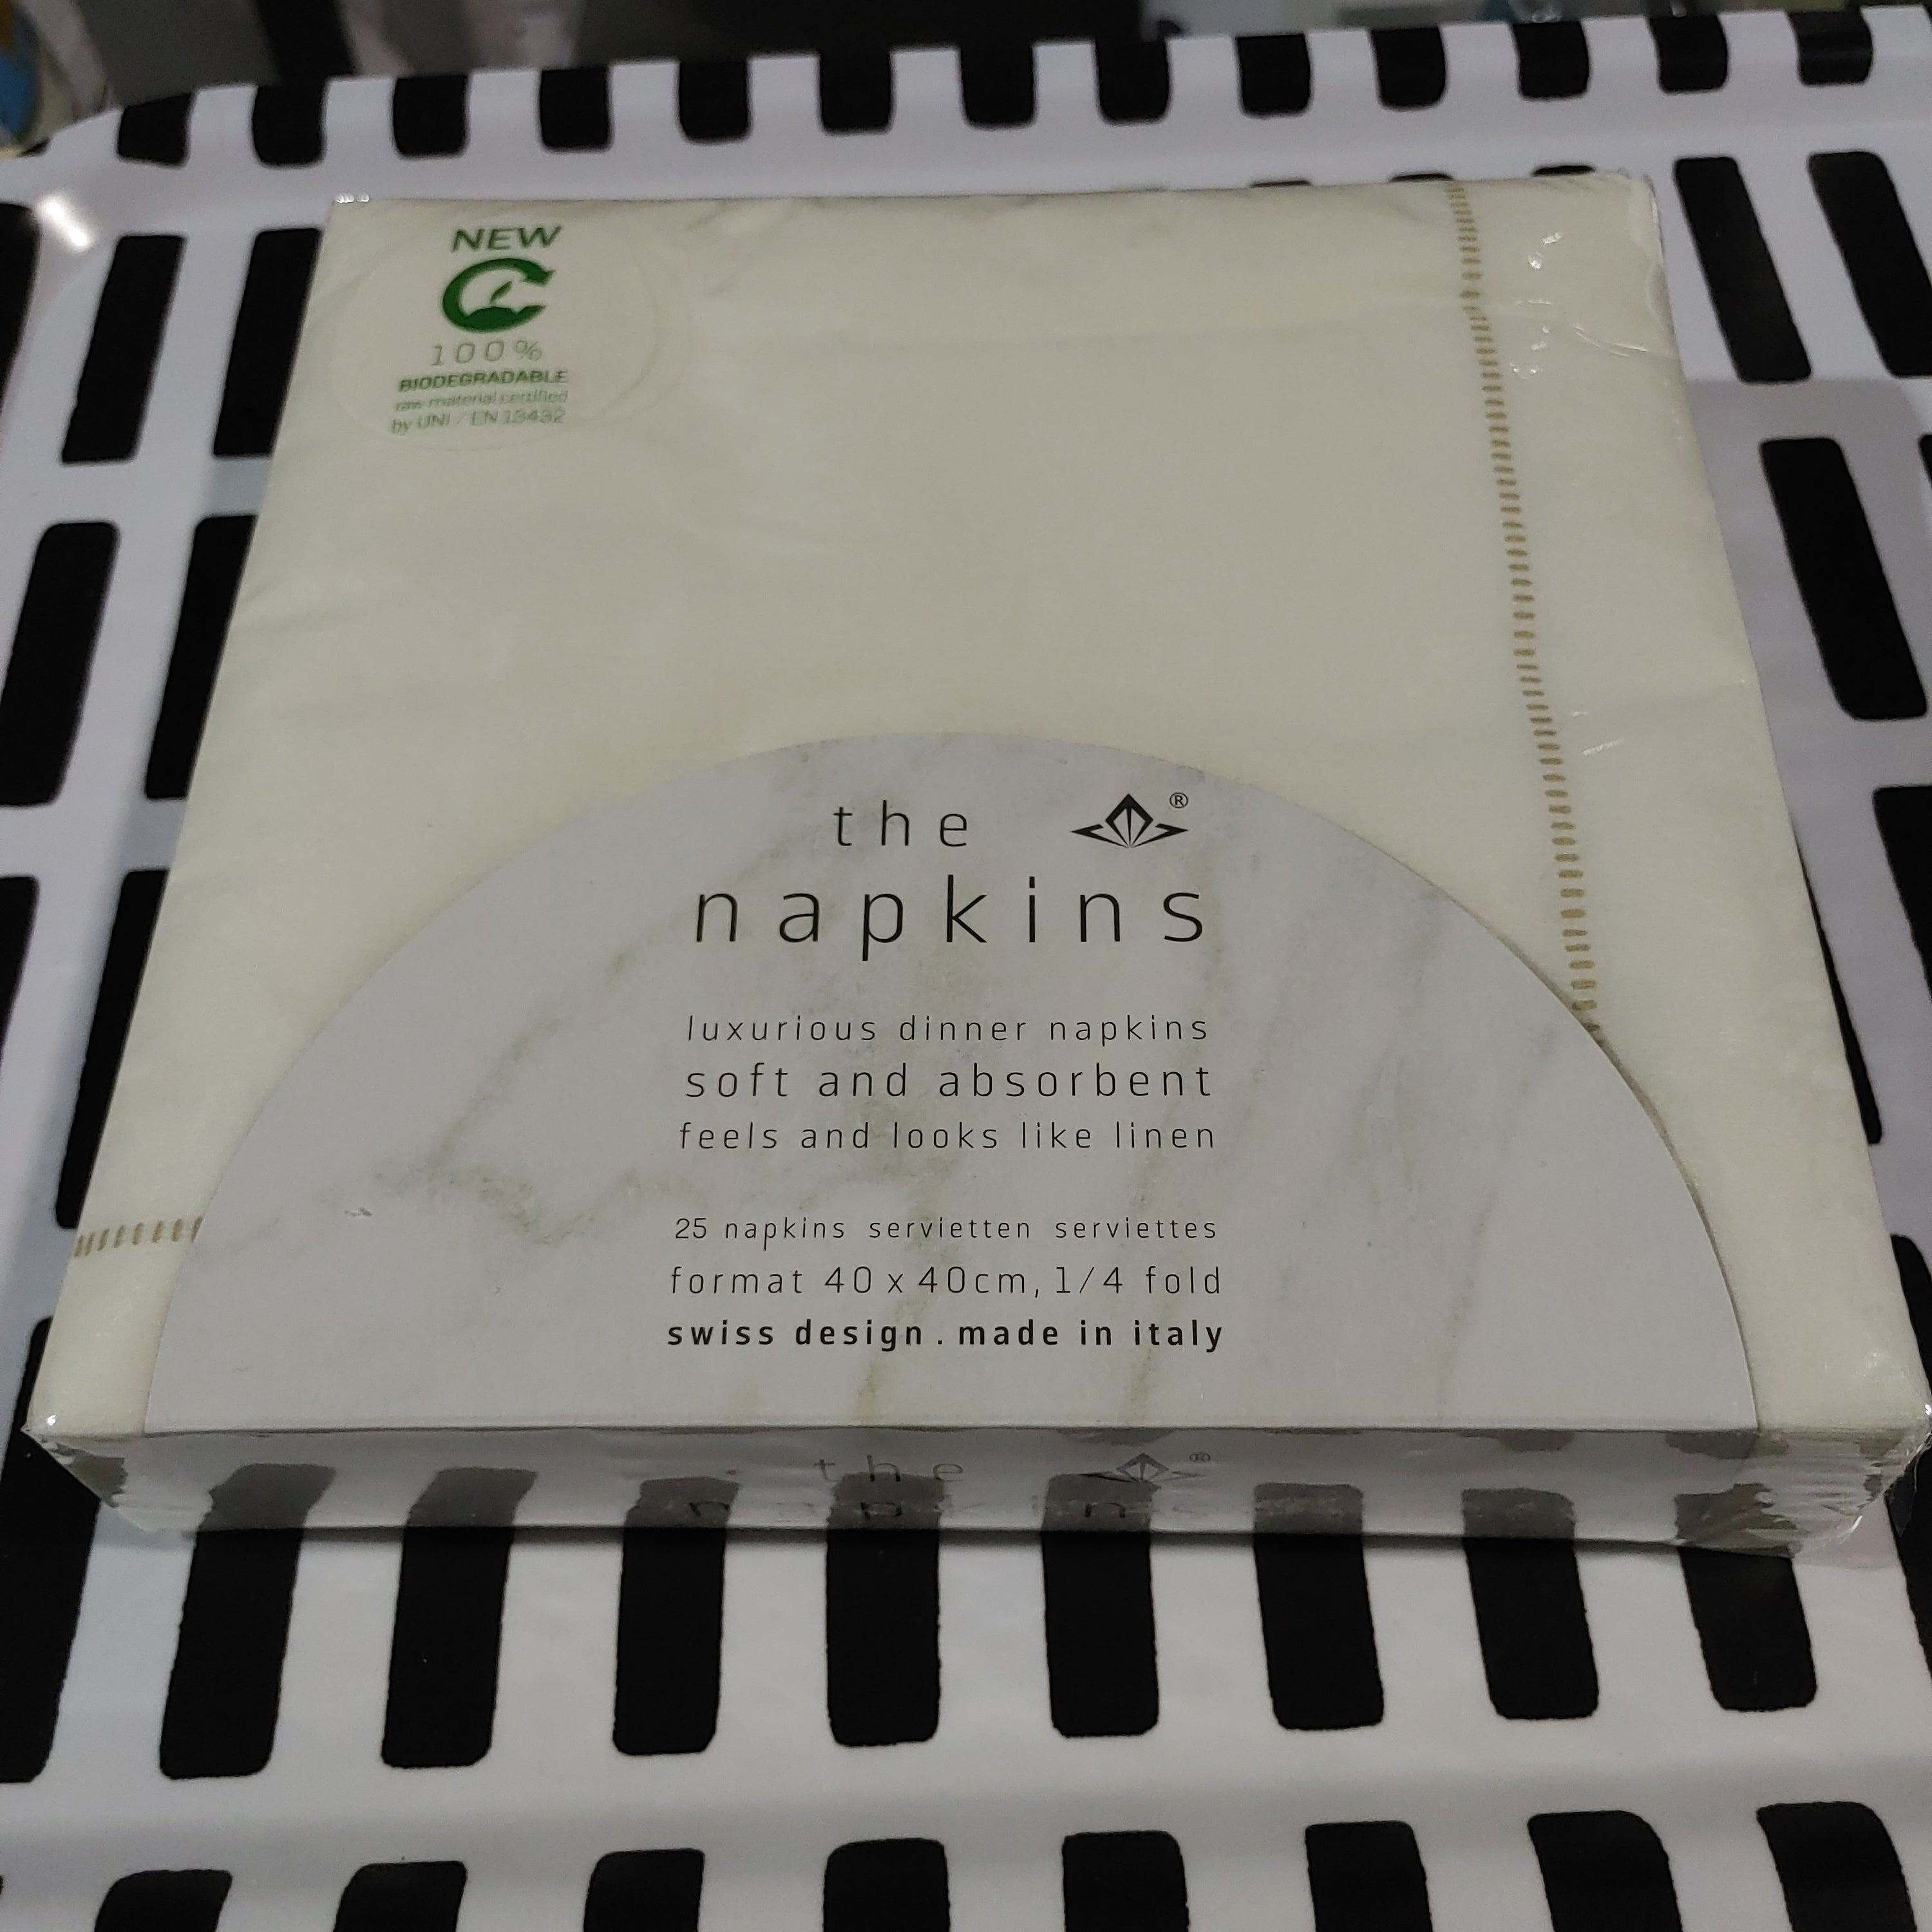 NEW
100%
BIODEGRADABLE
raw material certified
by UNI / EN 13432
the ®
napkins
luxurious dinner napkins
soft and absorbent
feels and looks like linen
25 napkins servietten serviettes
format 40 x 40cm, 1/4 fold
swiss design . made in italy
the ®
napkins